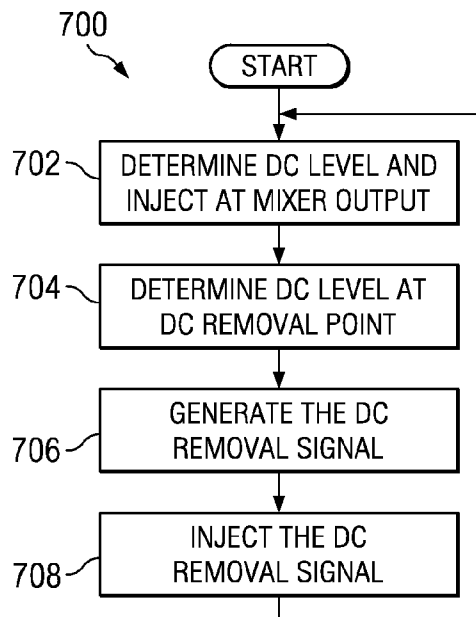 700
START
702
DETERMINE DC LEVEL AND
INJECT AT MIXER OUTPUT
704
DETERMINE DC LEVEL AT
DC REMOVAL POINT
706
GENERATE THE DC
REMOVAL SIGNAL
708
INJECT THE DC
REMOVAL SIGNAL